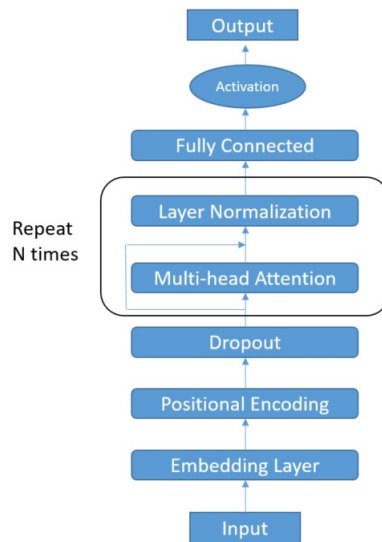 Output
Activation
Fully Connected
Layer Normalization
Repeat
N times
Multi-head Attention
Dropout
Positional Encoding
Embedding Layer
Input